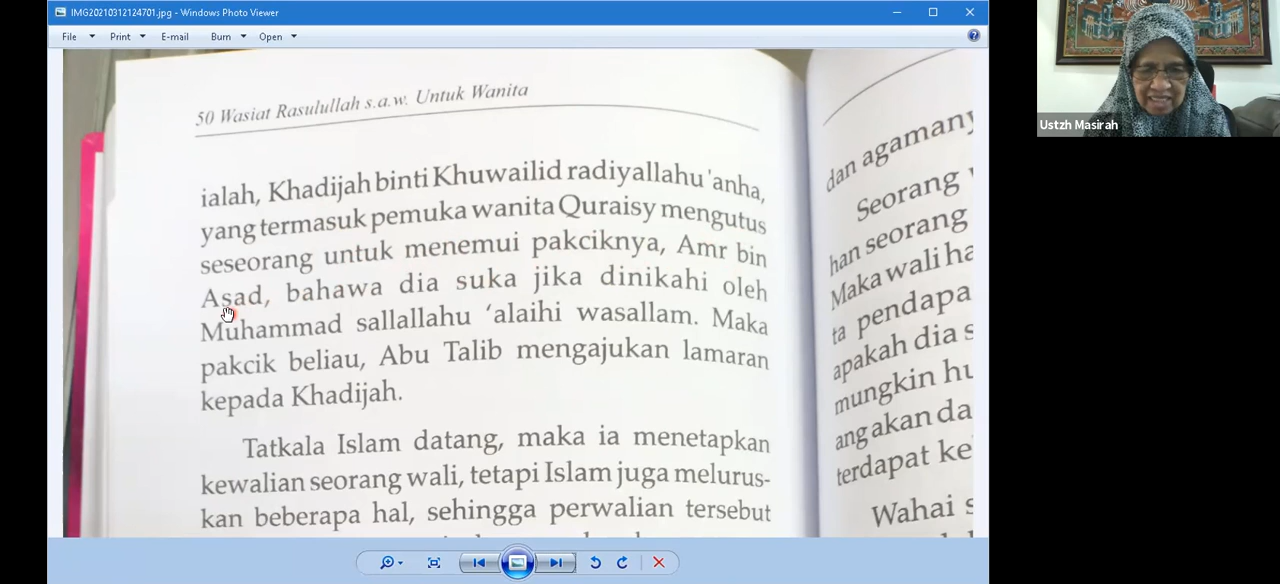 IMG20210312124701.jpg - Windows Photo Viewer
File Print E-mail Burn Open
50 Wasiat Rasulullah s.a.w. Untuk Wanita
ialah, Khadijah binti Khuwailid radiyallahu 'anha,
yang termasuk pemuka wanita Quraisy mengutus
seseorang untuk menemui pakciknya, Amr bin
Asad, bahawa dia suka jika dinikahi oleh
Muhammad sallallahu ‘alaihi wasallam. Maka
pakcik beliau, Abu Talib mengajukan lamaran
kepada Khadijah.
Tatkala Islam datang, maka ia menetapkan
kewalian seorang wali, tetapi Islam juga melurus-
kan beberapa hal, sehingga perwalian tersebut
dan agamany
Seorang
han seorang
Maka wali ha
ta pendapa
apakah dia s
mungkin hu
ang akan da
terdapat ke
Wahai s
Ustzh Masirah